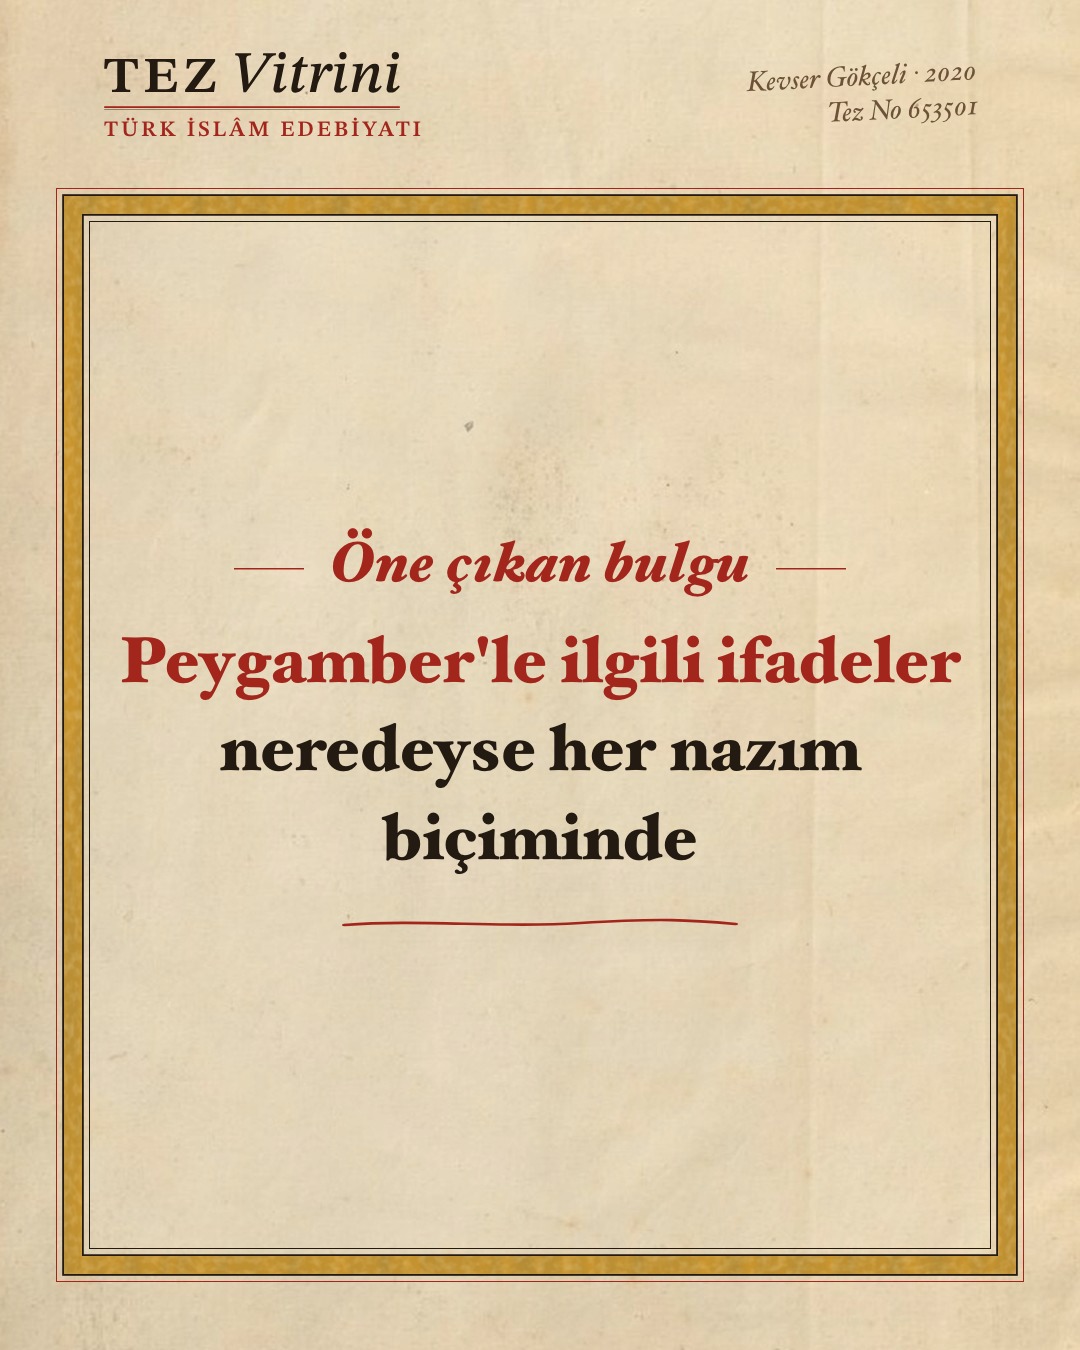 TEZ Vitrini
TÜRK İSLÂM EDEBİYATI
Kevser Gökçeli · 2020
Tez No 653501
Öne çıkan bulgu
Peygamber'le ilgili ifadeler
neredeyse her nazım
biçiminde